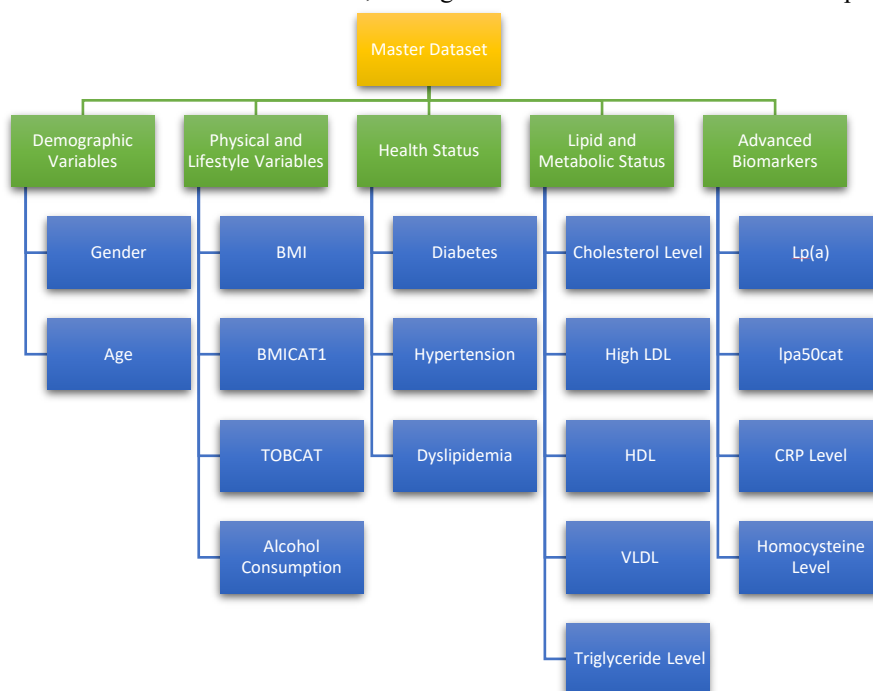 Master Dataset
Demographic
Variables
Physical and
Lifestyle Variables
Health Status
Lipid and
Metabolic Status
Advanced
Biomarkers
Gender
Age
BMI
BMICAT1
TOBCAT
Alcohol
Consumption
Diabetes
Hypertension
Dyslipidemia
Cholesterol Level
High LDL
HDL
VLDL
Triglyceride Level
Lp(a)
lpa50cat
CRP Level
Homocysteine
Level